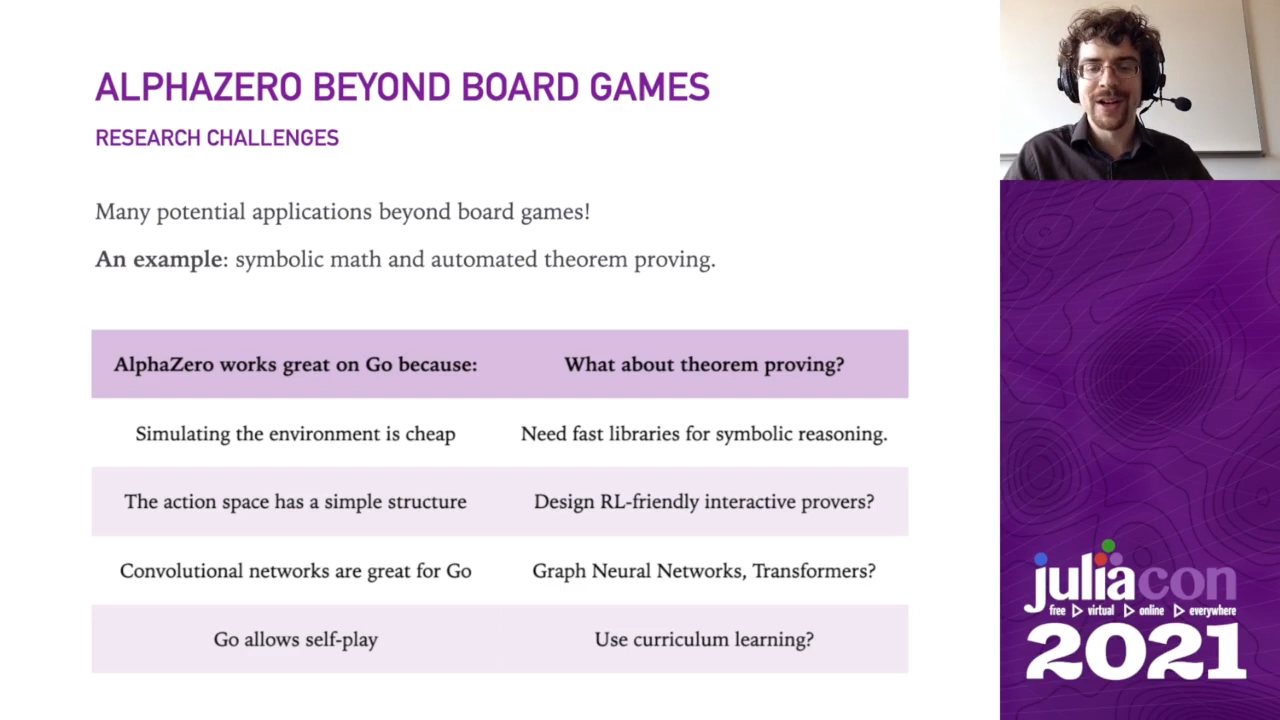 ALPHAZERO BEYOND BOARD GAMES
RESEARCH CHALLENGES
Many potential applications beyond board games!
An example: symbolic math and automated theorem proving.
AlphaZero works great on Go because: What about theorem proving?
Simulating the environment is cheap Need fast libraries for symbolic reasoning.
The action space has a simple structure Design RL-friendly interactive provers?
Convolutional networks are great for Go Graph Neural Networks, Transformers?
Go allows self-play Use curriculum learning?
juliacon
free ▷ virtual ▷ online ▷ everywhere
2021